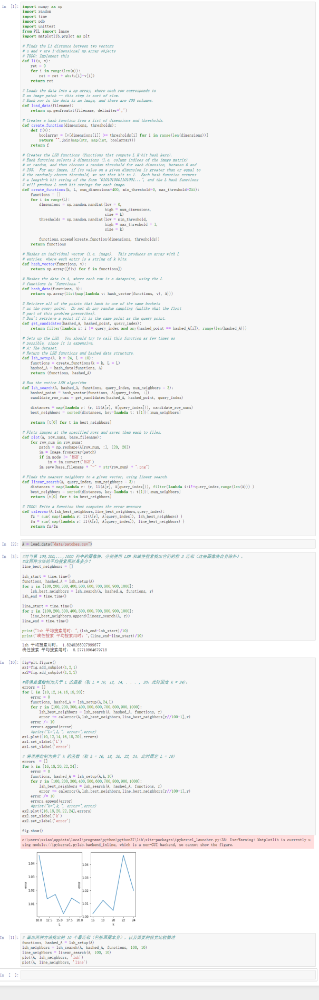 In [1]:
import numpy as np
import random
import time
import pdb
import unittest
from PIL import Image
import matplotlib.pyplot as plt
# Finds the L1 distance between two vectors
# u and v are 1-dimensional np.array objects
# TODO: Implement this
def l1(u, v):
ret = 0
for i in range(len(u)):
ret = ret + abs(u[i]-v[i])
return ret
# Loads the data into a np array, where each row corresponds to
# an image patch -- this step is sort of slow.
# Each row in the data is an image, and there are 400 columns.
def load_data(filename):
return np.genfromtxt(filename, delimiter=',')
# Creates a hash function from a list of dimensions and thresholds.
def create_function(dimensions, thresholds):
def f(v):
boolarray = [v[dimensions[i]] >= thresholds[i] for i in range(len(dimensions))]
return "".join(map(str, map(int, boolarray)))
return f
# Creates the LSH functions (functions that compute L K-bit hash keys).
# Each function selects k dimensions (i.e. column indices of the image matrix)
# at random, and then chooses a random threshold for each dimension, between 0 and
# 255. For any image, if its value on a given dimension is greater than or equal to
# the randomly chosen threshold, we set that bit to 1. Each hash function returns
# a length-k bit string of the form "0101010001101001...", and the L hash functions
# will produce L such bit strings for each image.
def create_functions(k, L, num_dimensions=400, min_threshold=0, max_threshold=255):
functions = []
for i in range(L):
dimensions = np.random.randint(low = 0,
high = num_dimensions,
size = k)
thresholds = np.random.randint(low = min_threshold,
high = max_threshold + 1,
size = k)
functions.append(create_function(dimensions, thresholds))
return functions
# Hashes an individual vector (i.e. image). This produces an array with L
# entries, where each entry is a string of k bits.
def hash_vector(functions, v):
return np.array([f(v) for f in functions])
# Hashes the data in A, where each row is a datapoint, using the L
# functions in "functions."
def hash_data(functions, A):
return np.array(list(map(lambda v: hash_vector(functions, v), A)))
# Retrieve all of the points that hash to one of the same buckets
# as the query point. Do not do any random sampling (unlike what the first
# part of this problem prescribes).
# Don't retrieve a point if it is the same point as the query point.
def get_candidates(hashed_A, hashed_point, query_index):
return filter(lambda i: i != query_index and any(hashed_point == hashed_A[i]), range(len(hashed_A)))
# Sets up the LSH. You should try to call this function as few times as
# possible, since it is expensive.
# A: The dataset.
# Return the LSH functions and hashed data structure.
def lsh_setup(A, k = 24, L = 10):
functions = create_functions(k = k, L = L)
hashed_A = hash_data(functions, A)
return (functions, hashed_A)
# Run the entire LSH algorithm
def lsh_search(A, hashed_A, functions, query_index, num_neighbors = 3):
hashed_point = hash_vector(functions, A[query_index, :])
candidate_row_nums = get_candidates(hashed_A, hashed_point, query_index)
distances = map(lambda r: (r, l1(A[r], A[query_index])), candidate_row_nums)
best_neighbors = sorted(distances, key=lambda t: t[1])[:num_neighbors]
return [t[0] for t in best_neighbors]
# Plots images at the specified rows and saves them each to files.
def plot(A, row_nums, base_filename):
for row_num in row_nums:
patch = np.reshape(A[row_num, :], [20, 20])
im = Image.fromarray(patch)
if im.mode != 'RGB':
im = im.convert('RGB')
im.save(base_filename + "-" + str(row_num) + ".png")
# Finds the nearest neighbors to a given vector, using linear search.
def linear_search(A, query_index, num_neighbors = 3):
distances = map(lambda r: (r, l1(A[r], A[query_index])), filter(lambda i:i!=query_index,range(len(A))) )
best_neighbors = sorted(distances, key=lambda t: t[1])[:num_neighbors]
return [t[0] for t in best_neighbors]
# TODO: Write a function that computes the error measure
def calerror(A,lsh_best_neighbors,line_best_neighbors,query_index):
fz = sum( map(lambda r: l1(A[r], A[query_index]), lsh_best_neighbors) )
fm = sum( map(lambda r: l1(A[r], A[query_index]), line_best_neighbors) )
return fz/fm
In [2]: A = load_data("data/patches.csv")
In [3]: #对与第 100,200,...,1000 列中的图像块，分别使用 LSH 和线性搜索找出它们的前 3 近邻（这些图像块自身除外）。
#这两种方法的平均搜索用时是多少？
line_best_neighbors = []
lsh_start = time.time()
functions, hashed_A = lsh_setup(A)
for r in [100,200,300,400,500,600,700,800,900,1000]:
lsh_best_neighbors = lsh_search(A, hashed_A, functions, r)
lsh_end = time.time()
line_start = time.time()
for r in [100,200,300,400,500,600,700,800,900,1000]:
line_best_neighbors.append(linear_search(A, r))
line_end = time.time()
print("lsh 平均搜索用时：",(lsh_end-lsh_start)/10)
print("线性搜索 平均搜索用时：",(line_end-line_start)/10)
lsh 平均搜索用时： 1.8248265027999877
线性搜索 平均搜索用时： 8.27710964679718
In [10]: fig=plt.figure()
ax1=fig.add_subplot(1,2,1)
ax2=fig.add_subplot(1,2,2)
#将误差值绘制为关于 L 的函数（取 L = 10, 12, 14, . . . , 20，此时固定 k = 24）。
errors = []
for L in [10,12,14,16,18,20]:
error = 0
functions, hashed_A = lsh_setup(A,24,L)
for r in [100,200,300,400,500,600,700,800,900,1000]:
lsh_best_neighbors = lsh_search(A, hashed_A, functions, r)
error += calerror(A,lsh_best_neighbors,line_best_neighbors[r//100-1],r)
error /= 10
errors.append(error)
#print("L=",L,", error=",error)
ax1.plot([10,12,14,16,18,20],errors)
ax1.set_xlabel('L')
ax1.set_ylabel('error')
# 将误差绘制为关于 k 的函数（取 k = 16, 18, 20, 22, 24，此时固定 L = 10）
errors = []
for k in [16,18,20,22,24]:
error = 0
functions, hashed_A = lsh_setup(A,k,10)
for r in [100,200,300,400,500,600,700,800,900,1000]:
lsh_best_neighbors = lsh_search(A, hashed_A, functions, r)
error += calerror(A,lsh_best_neighbors,line_best_neighbors[r//100-1],r)
error /= 10
errors.append(error)
#print("k=",k,", error=",error)
ax2.plot([16,18,20,22,24],errors)
ax2.set_xlabel('k')
ax2.set_ylabel('error')
fig.show()
c:\users\xxiao\appdata\local\programs\python\python37\lib\site-packages\ipykernel_launcher.py:35: UserWarning: Matplotlib is currently u
sing module://ipykernel.pylab.backend_inline, which is a non-GUI backend, so cannot show the figure.
1.04
1.03
1.02
1.01
error
10.0 12.5 15.0 17.5 20.0
L
1.04
1.03
1.02
1.01
1.00
error
16 18 20 22 24
k
In [11]: # 画出两种方法找出的 10 个最近邻（包括原图本身），以及简要的视觉比较描述
functions, hashed_A = lsh_setup(A)
lsh_neighbors = lsh_search(A, hashed_A, functions, 100, 10)
line_neighbors = linear_search(A, 100, 10)
plot(A, lsh_neighbors, 'lsh')
plot(A, line_neighbors, 'line')
In [ ]: